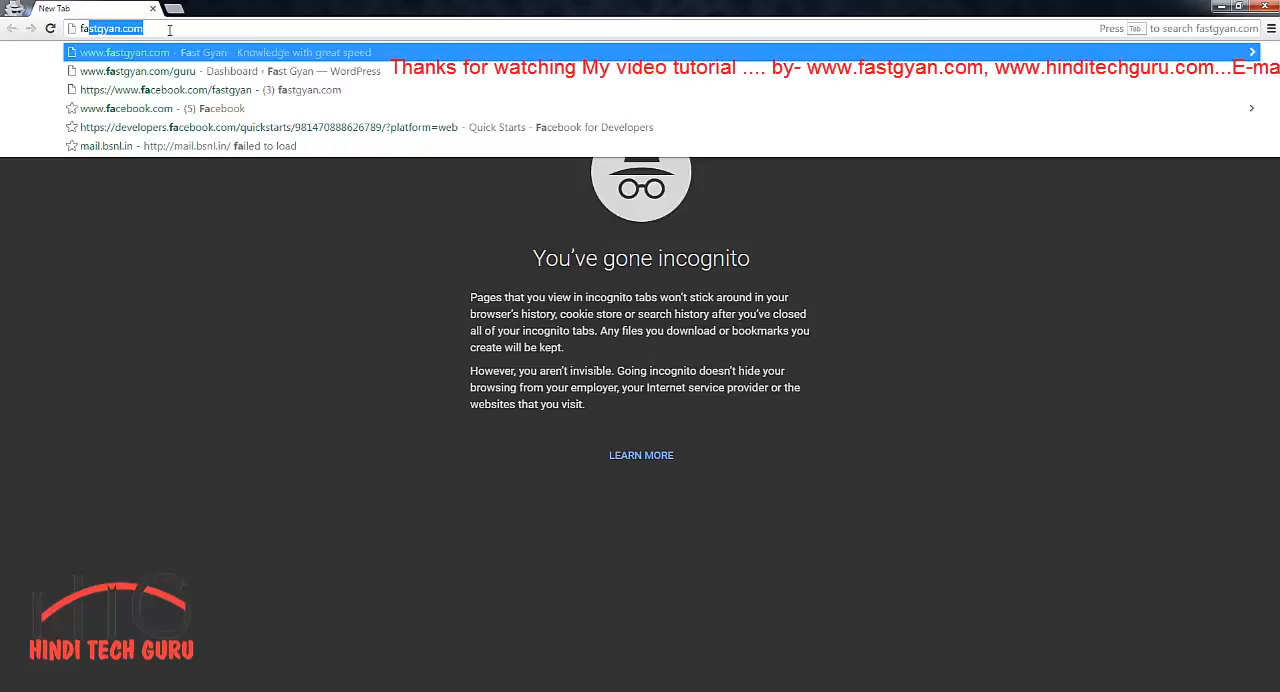 New Tab
fastgyan.com
Press Tab to search fastgyan.com
www.fastgyan.com - Fast Gyan - Knowledge with great speed
www.fastgyan.com/guru - Dashboard ‹ Fast Gyan — WordPress
Thanks for watching My video tutorial .... by- www.fastgyan.com, www.hinditechguru.com...E-ma
https://www.facebook.com/fastgyan - (3) fastgyan.com
www.facebook.com - (5) Facebook
https://developers.facebook.com/quickstarts/981470888626789/?platform=web - Quick Starts - Facebook for Developers
mail.bsnl.in - http://mail.bsnl.in/ failed to load
You've gone incognito
Pages that you view in incognito tabs won't stick around in your
browser's history, cookie store or search history after you've closed
all of your incognito tabs. Any files you download or bookmarks you
create will be kept.
However, you aren't invisible. Going incognito doesn't hide your
browsing from your employer, your Internet service provider or the
websites that you visit.
LEARN MORE
HTG
HINDI TECH GURU